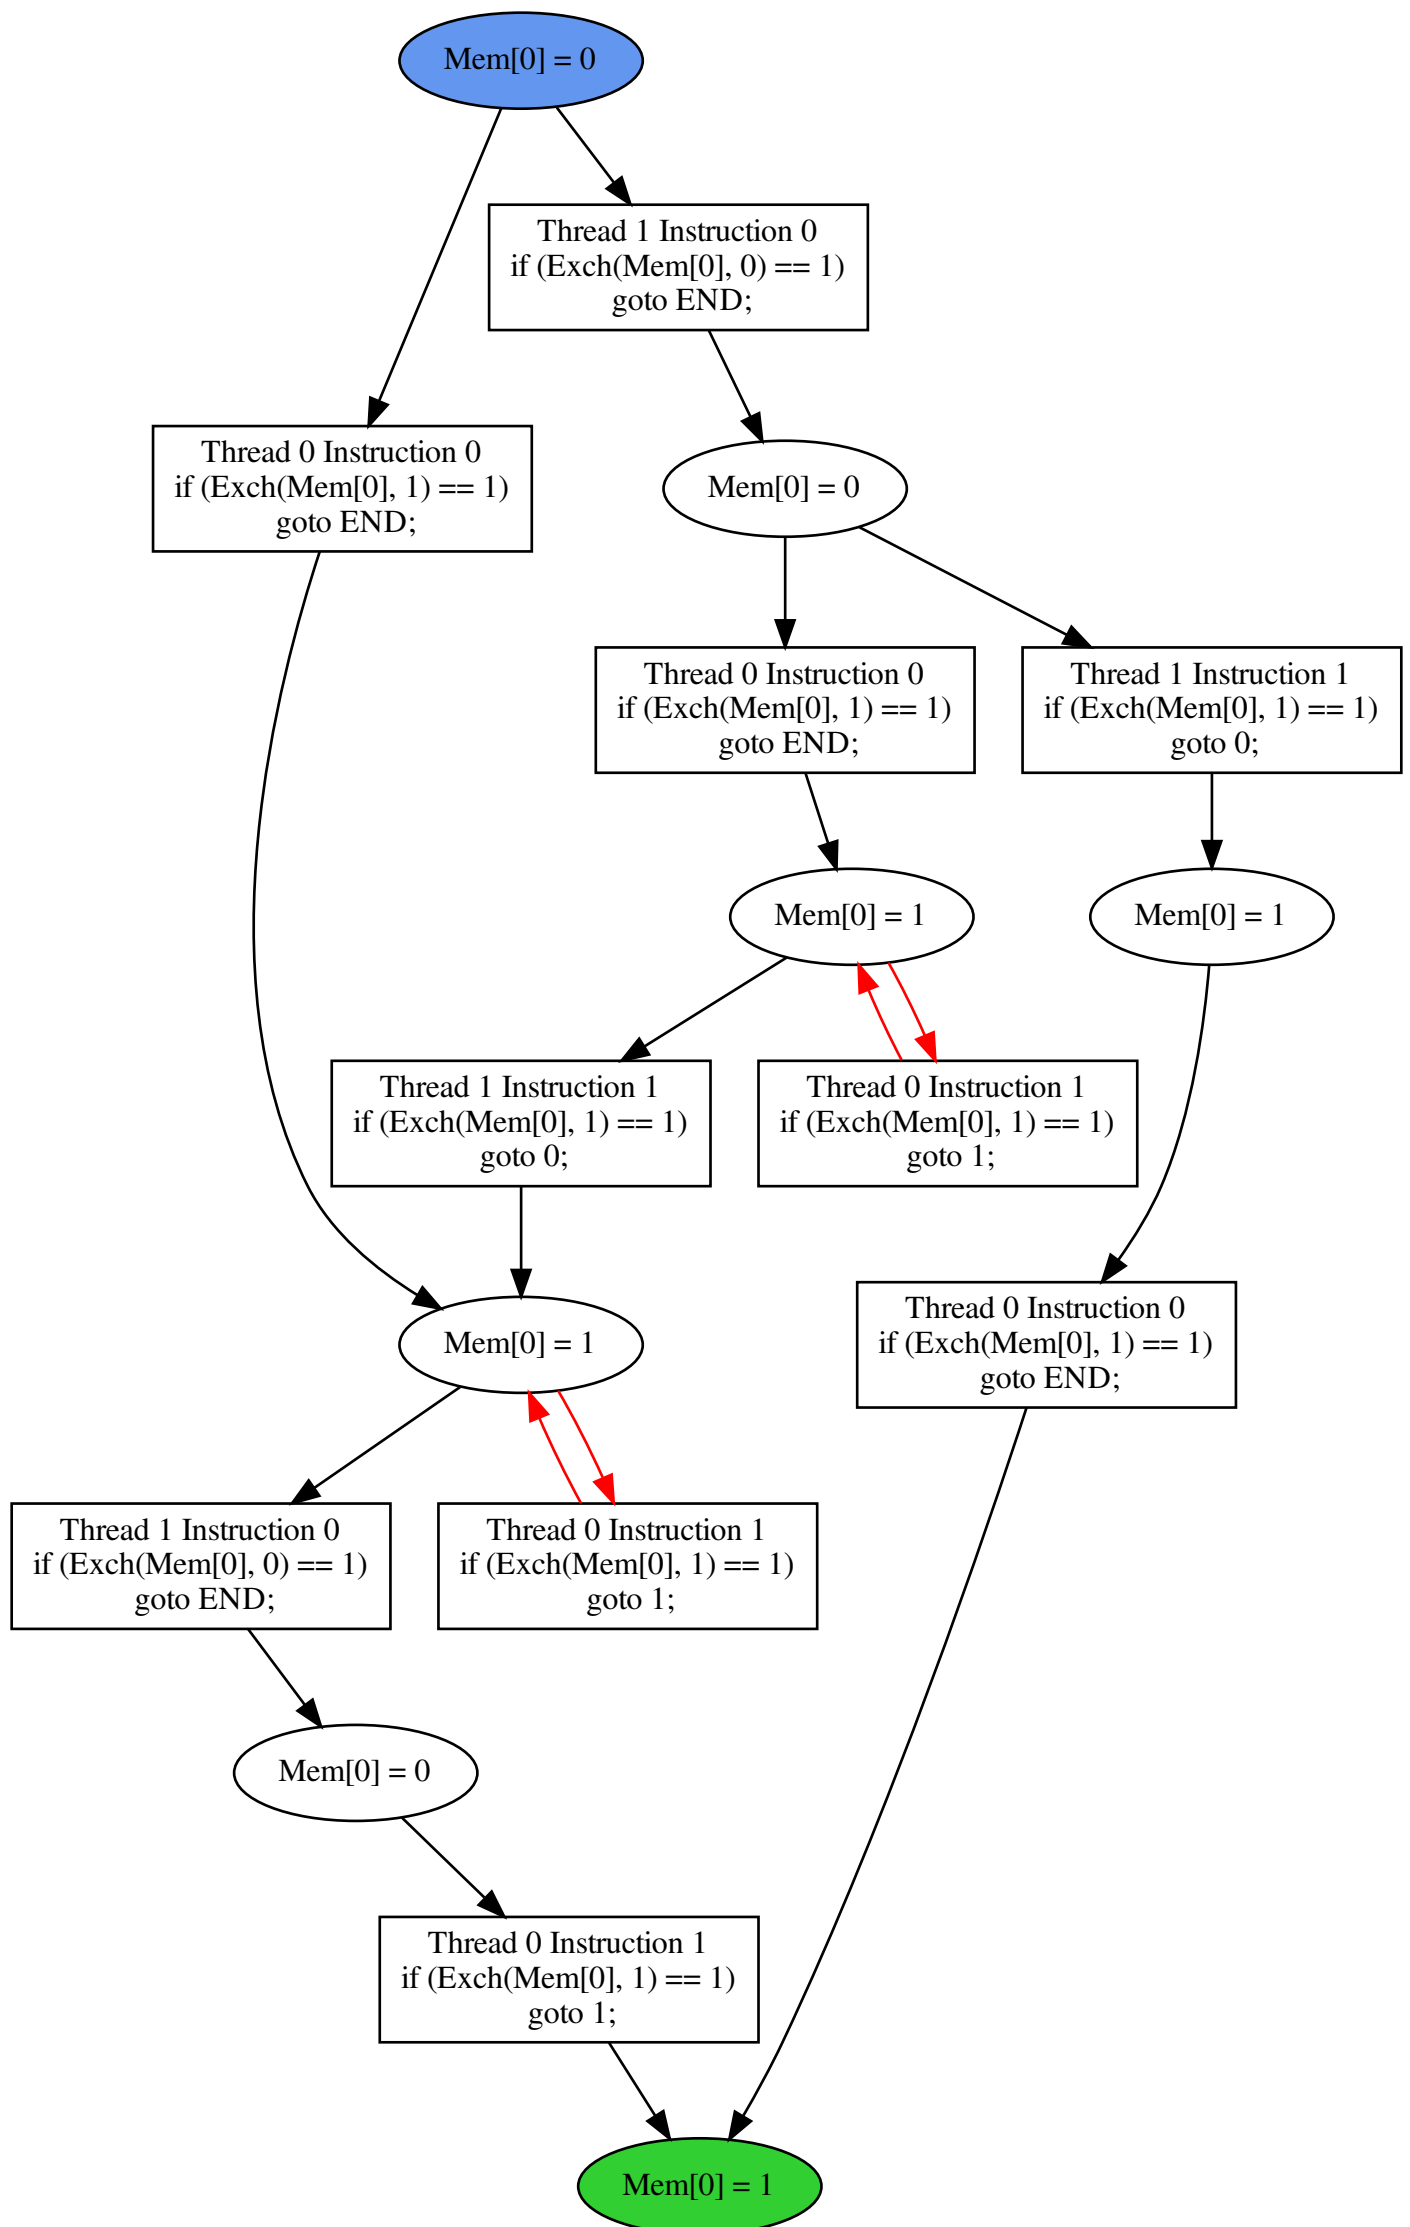 Mem[0] = 0
Thread 1 Instruction 0
if (Exch(Mem[0], 0) == 1)
goto END;
Thread 0 Instruction 0
if (Exch(Mem[0], 1) == 1)
goto END;
Mem[0] = 0
Thread 0 Instruction 0
if (Exch(Mem[0], 1) == 1)
goto END;
Thread 1 Instruction 1
if (Exch(Mem[0], 1) == 1)
goto 0;
Mem[0] = 1
Mem[0] = 1
Thread 1 Instruction 1
if (Exch(Mem[0], 1) == 1)
goto 0;
Thread 0 Instruction 1
if (Exch(Mem[0], 1) == 1)
goto 1;
Mem[0] = 1
Thread 0 Instruction 0
if (Exch(Mem[0], 1) == 1)
goto END;
Thread 1 Instruction 0
if (Exch(Mem[0], 0) == 1)
goto END;
Thread 0 Instruction 1
if (Exch(Mem[0], 1) == 1)
goto 1;
Mem[0] = 0
Thread 0 Instruction 1
if (Exch(Mem[0], 1) == 1)
goto 1;
Mem[0] = 1